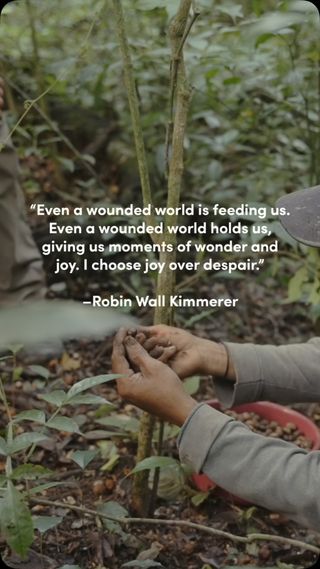 “Even a wounded world is feeding us.
Even a wounded world holds us,
giving us moments of wonder and
joy. I choose joy over despair.”
–Robin Wall Kimmerer